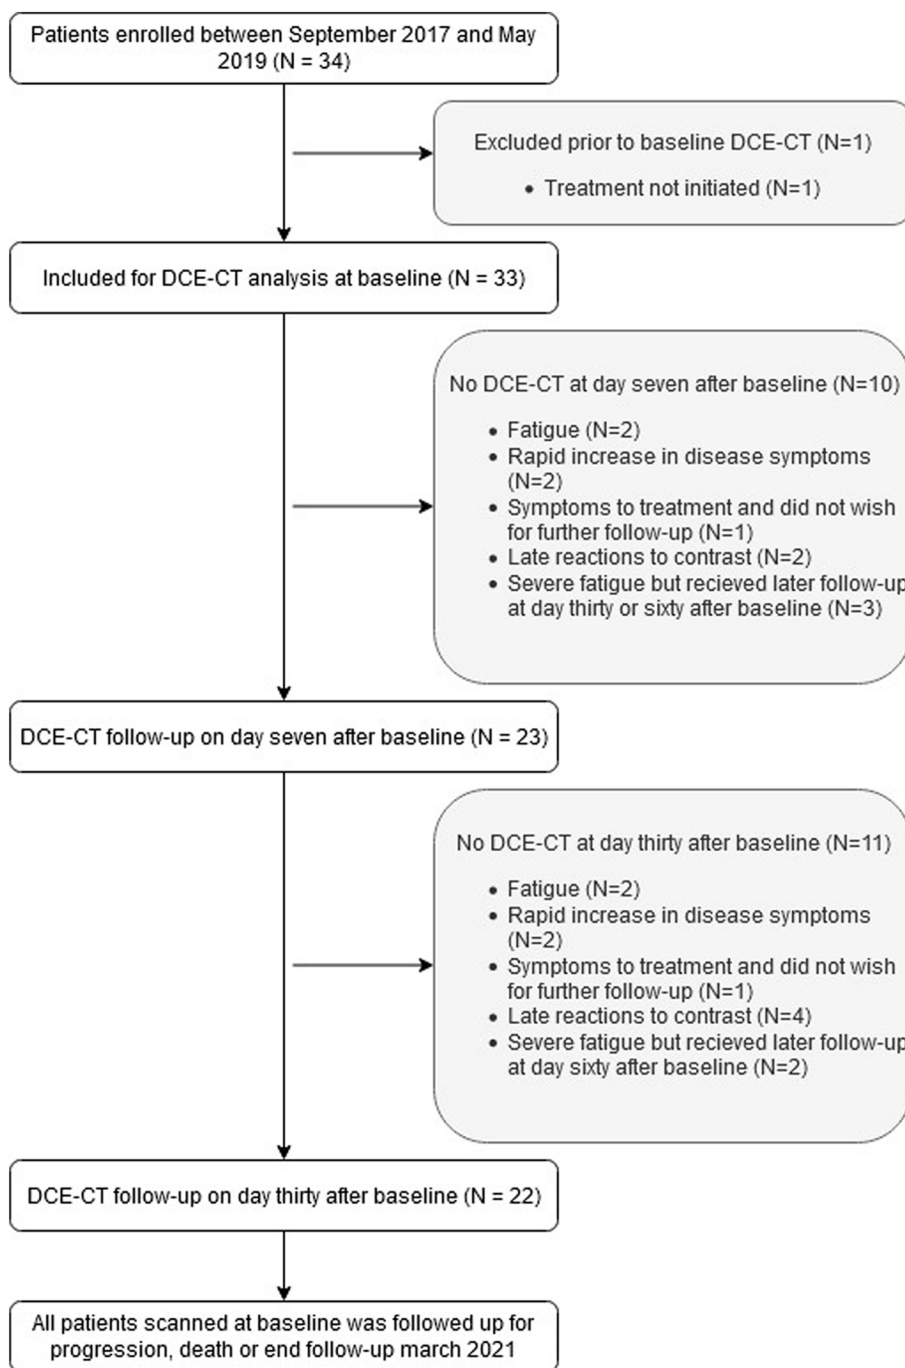 Patients enrolled between September 2017 and May
2019 (N = 34)
Excluded prior to baseline DCE-CT (N=1)
• Treatment not initiated (N=1)
Included for DCE-CT analysis at baseline (N = 33)
No DCE-CT at day seven after baseline (N=10)
• Fatigue (N=2)
• Rapid increase in disease symptoms
(N=2)
• Symptoms to treatment and did not wish
for further follow-up (N=1)
• Late reactions to contrast (N=2)
• Severe fatigue but recieved later follow-up
at day thirty or sixty after baseline (N=3)
DCE-CT follow-up on day seven after baseline (N = 23)
No DCE-CT at day thirty after baseline (N=11)
• Fatigue (N=2)
• Rapid increase in disease symptoms
(N=2)
• Symptoms to treatment and did not wish
for further follow-up (N=1)
• Late reactions to contrast (N=4)
• Severe fatigue but recieved later follow-up
at day sixty after baseline (N=2)
DCE-CT follow-up on day thirty after baseline (N = 22)
All patients scanned at baseline was followed up for
progression, death or end follow-up march 2021